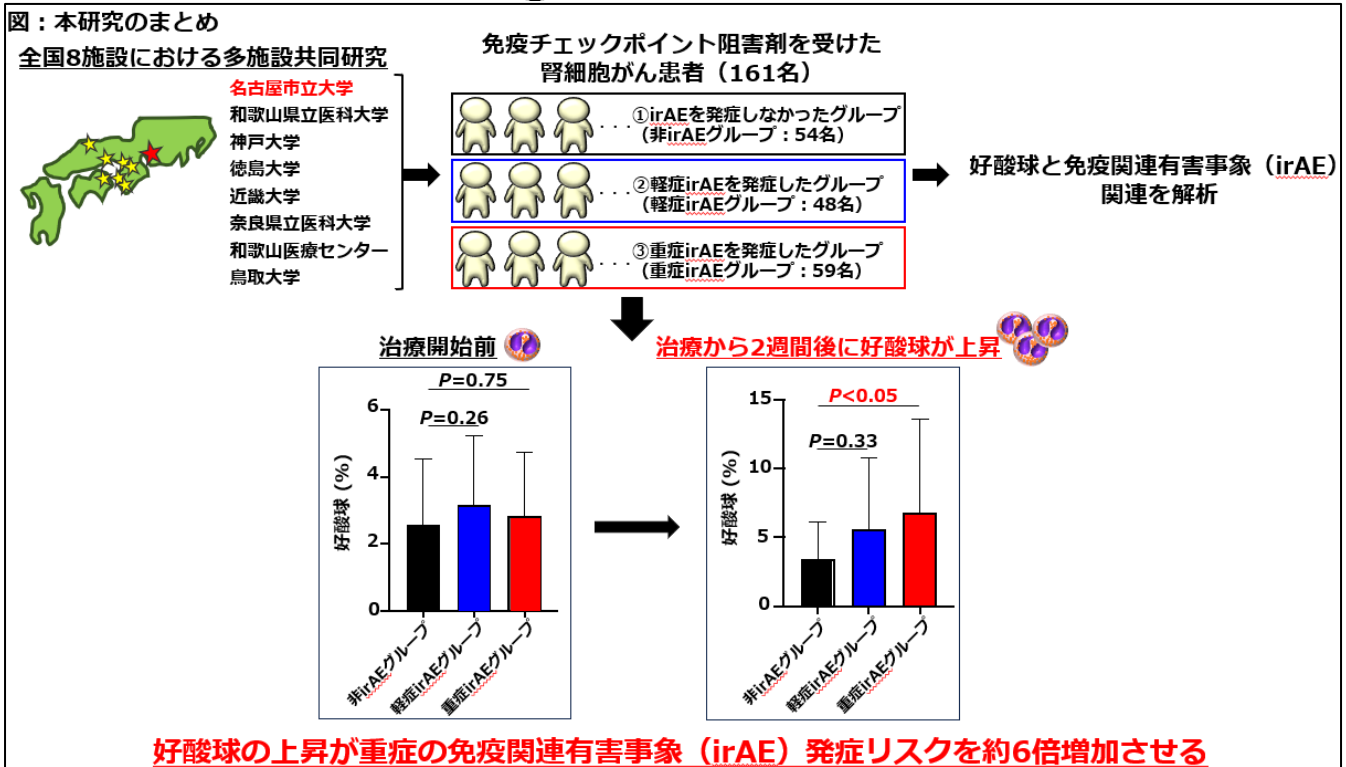 図：本研究のまとめ
全国8施設における多施設共同研究
名古屋市立大学
和歌山県立医科大学
神戸大学
徳島大学
近畿大学
奈良県立医科大学
和歌山医療センター
鳥取大学
免疫チェックポイント阻害剤を受けた
腎細胞がん患者（161名）
...①irAEを発症しなかったグループ
（非irAEグループ：54名）
...②軽症irAEを発症したグループ
（軽症irAEグループ：48名）
...③重症irAEを発症したグループ
（重症irAEグループ：59名）
好酸球と免疫関連有害事象（irAE）
関連を解析
治療開始前
P=0.75
P=0.26
6
4
2
0
好酸球（%）
非irAEグループ
軽症irAEグループ
重症irAEグループ
治療から2週間後に好酸球が上昇
P<0.05
P=0.33
15
10
5
0
好酸球（%）
非irAEグループ
軽症irAEグループ
重症irAEグループ
好酸球の上昇が重症の免疫関連有害事象（irAE）発症リスクを約6倍増加させる